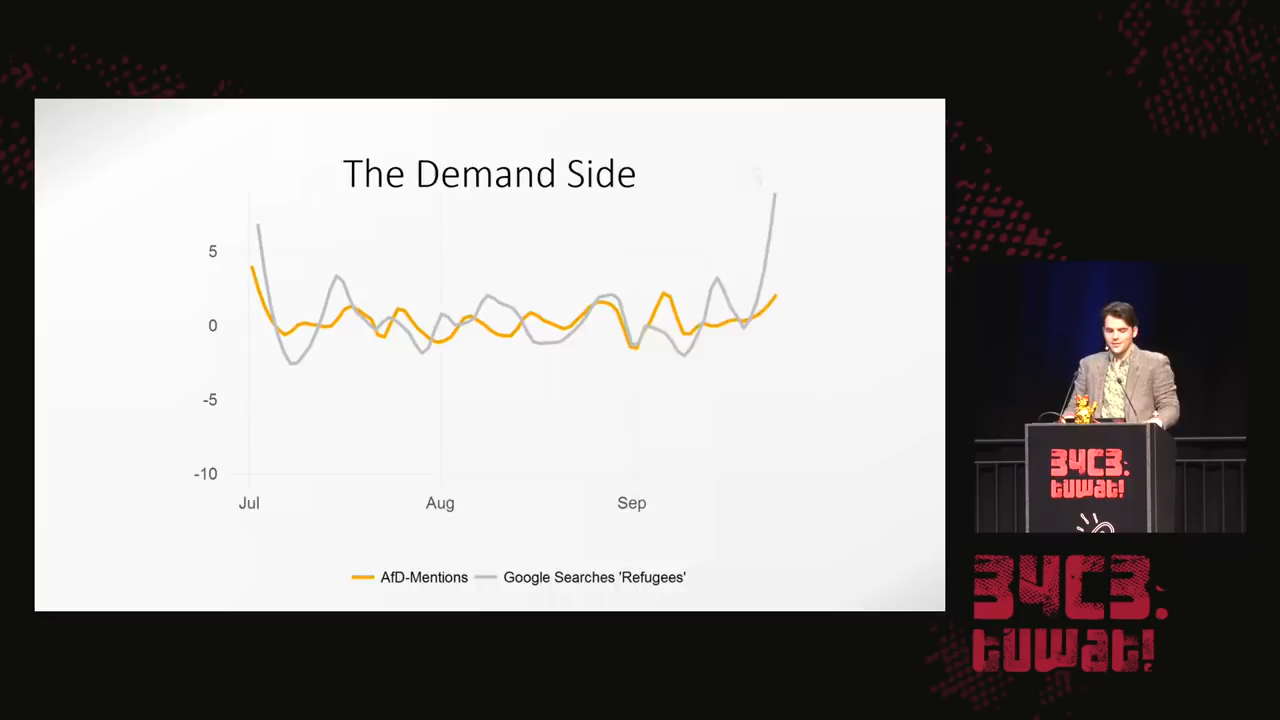 The Demand Side
5
0
-5
-10
Jul Aug Sep
AfD-Mentions Google Searches 'Refugees'
34C3.
tuwat!
34C3.
tuwat!